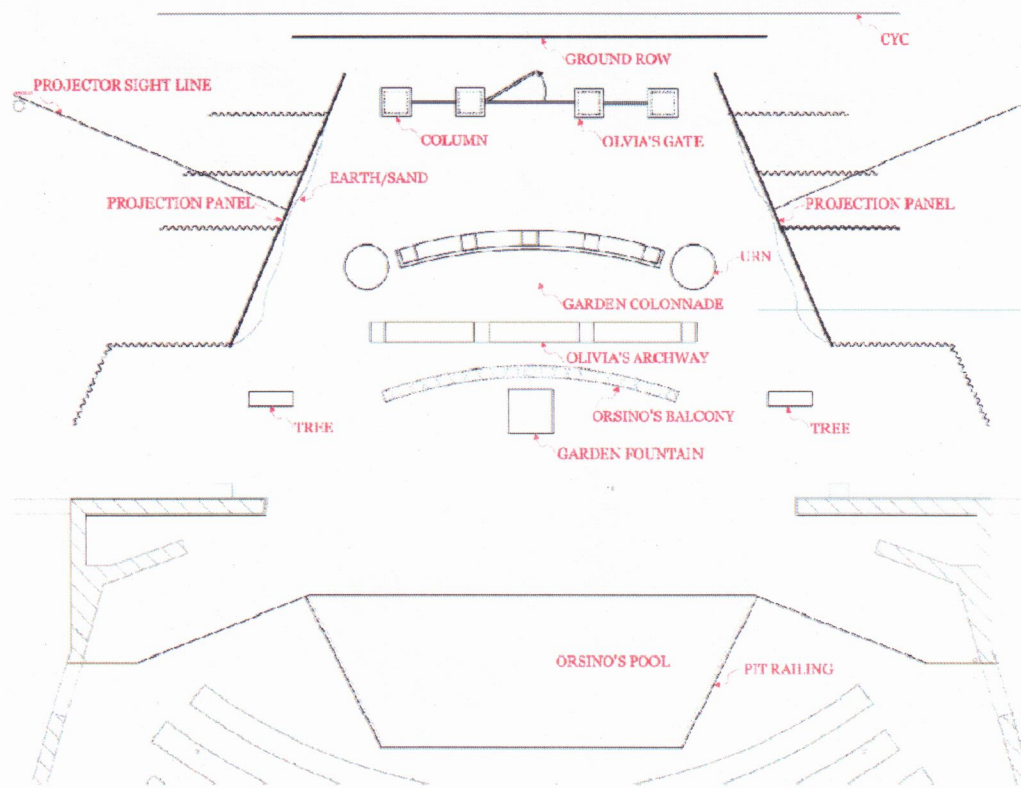 CYC
GROUND ROW
PROJECTOR SIGHT LINE
COLUMN
OLVIA'S GATE
EARTH/SAND
PROJECTION PANEL
PROJECTION PANEL
URN
GARDEN COLONNADE
OLIVIA'S ARCHWAY
ORSINO'S BALCONY
TREE
TREE
GARDEN FOUNTAIN
ORSINO'S POOL
PIT RAILING